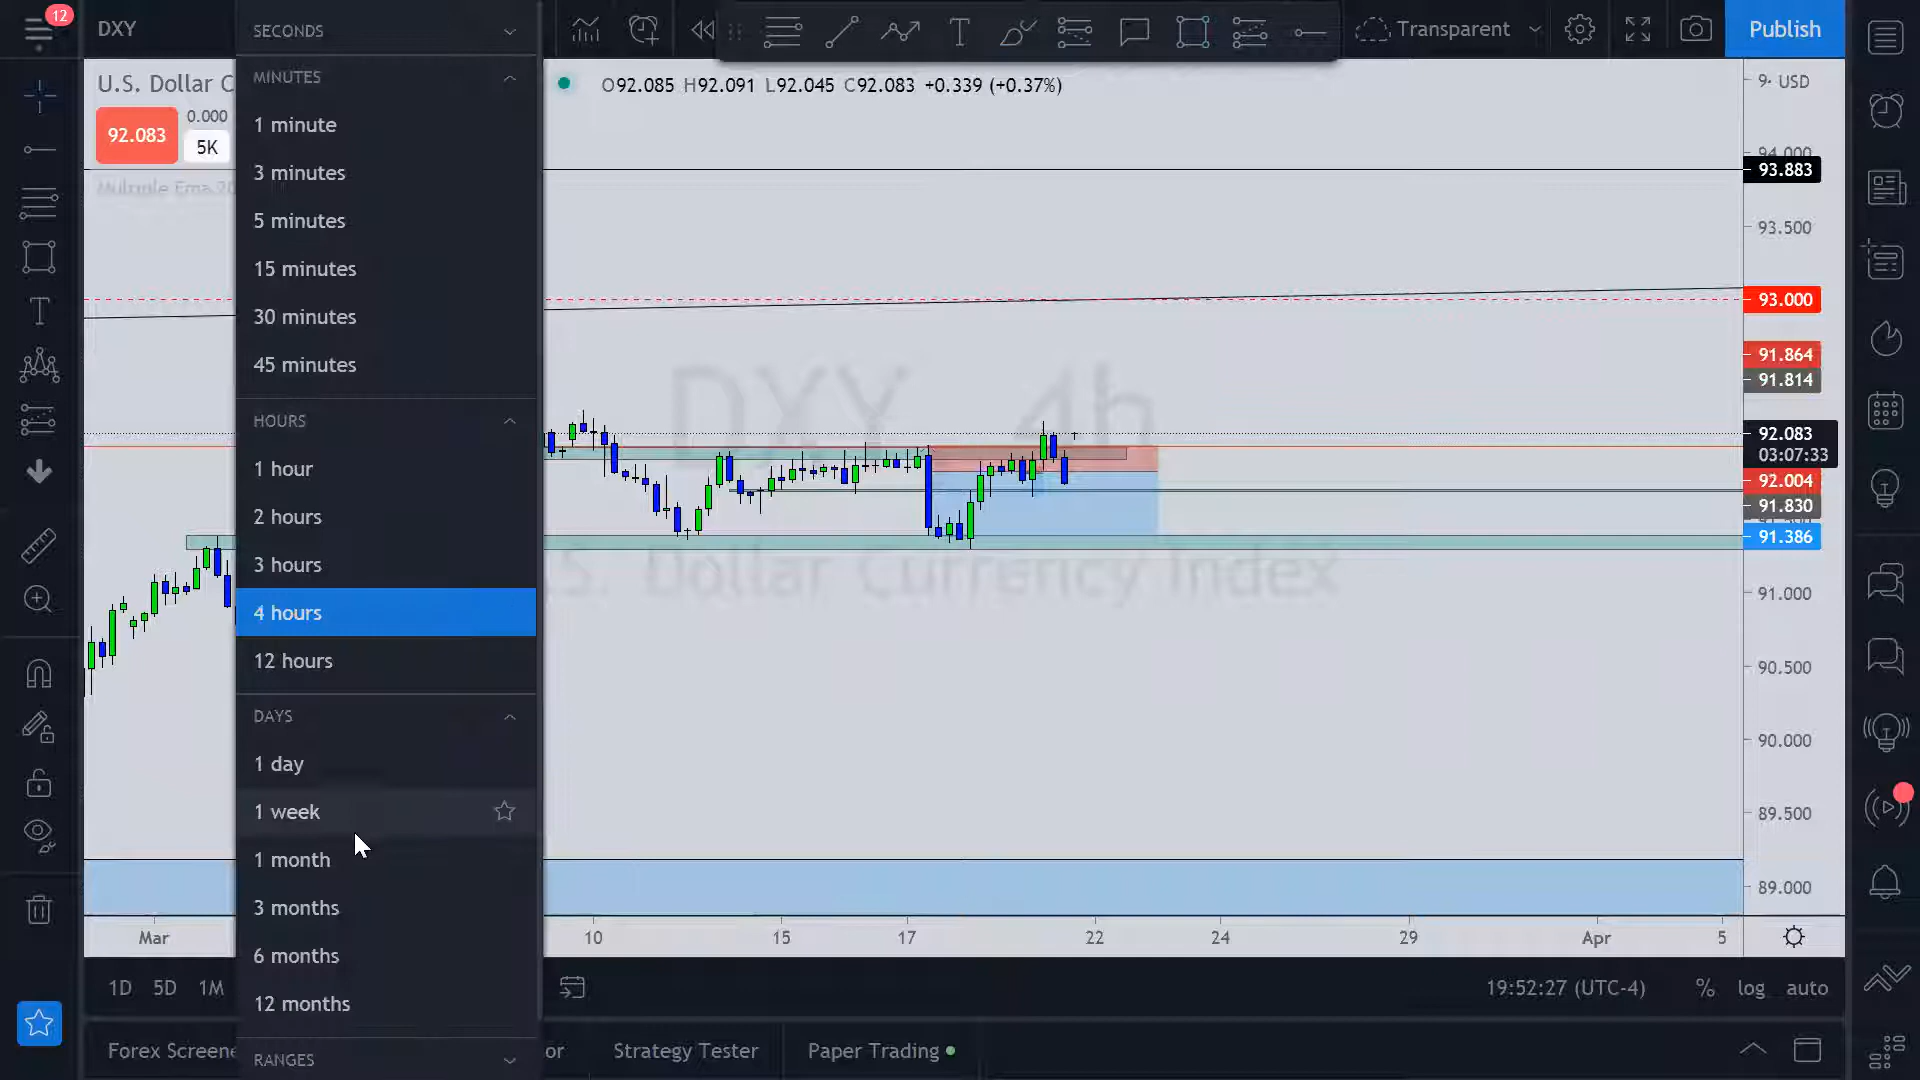 12
DXY
SECONDS
Transparent
Publish
U.S. Dollar C
O92.085 H92.091 L92.045 C92.083 +0.339 (+0.37%)
USD
92.083
0.000
5K
MINUTES
1 minute
3 minutes
5 minutes
15 minutes
30 minutes
45 minutes
HOURS
1 hour
2 hours
3 hours
4 hours
12 hours
DAYS
1 day
1 week
1 month
3 months
6 months
12 months
RANGES
Multiple Ema 20
DXY 4h
S. Dollar Currency Index
94.000
93.883
93.500
93.000
91.864
91.814
92.083
03:07:33
92.004
91.830
91.386
91.000
90.500
90.000
89.500
89.000
Mar
10
15
17
22
24
29
Apr
5
1D 5D 1M
19:52:27 (UTC-4)
% log auto
Forex Screene
or
Strategy Tester
Paper Trading